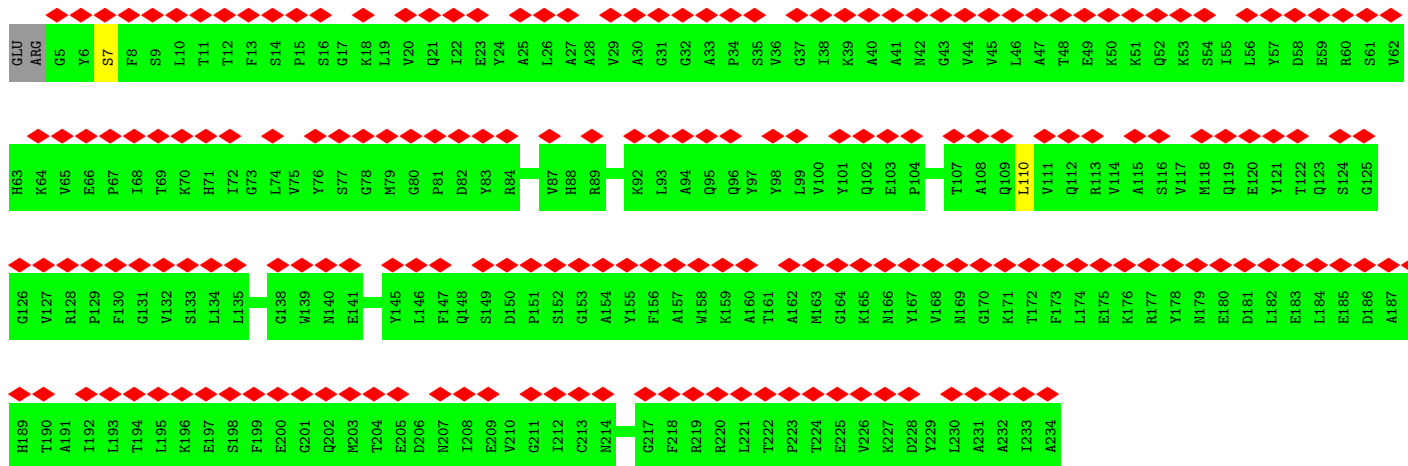 GLU ARG G5 Y6 S7 F8 S9 L10 T11 T12 F13 S14 P15 S16 G17 K18 L19 V20 Q21 I22 E23 Y24 A25 L26 A27 A28 V29 A30 G31 G32 A33 P34 S35 V36 G37 I38 K39 A40 A41 N42 G43 V44 V45 L46 A47 T48 E49 K50 K51 Q52 K53 S54 I55 L56 Y57 D58 E59 R60 S61 V62
H63 K64 V65 E66 P67 I68 T69 K70 H71 I72 G73 L74 V75 Y76 S77 G78 M79 G80 P81 D82 Y83 R84 V87 H88 R89 K92 L93 A94 Q95 Q96 Y97 Y98 L99 V100 Y101 Q102 E103 P104 T107 A108 Q109 L110 V111 Q112 R113 V114 A115 S116 V117 M118 Q119 E120 Y121 T122 Q123 S124 G125
G126 V127 R128 P129 F130 G131 V132 S133 L134 L135 G138 W139 N140 E141 Y145 L146 F147 Q148 S149 D150 P151 S152 G153 A154 Y155 F156 A157 W158 K159 A160 T161 A162 M163 G164 K165 N166 Y167 V168 N169 G170 K171 T172 F173 L174 E175 K176 R177 Y178 N179 E180 D181 L182 E183 L184 E185 D186 A187
H189 T190 A191 I192 L193 T194 L195 K196 E197 S198 F199 E200 G201 Q202 M203 T204 E205 D206 N207 I208 E209 V210 G211 I212 C213 N214 G217 F218 R219 R220 L221 T222 P223 T224 E225 V226 K227 D228 Y229 L230 A231 A232 I233 A234